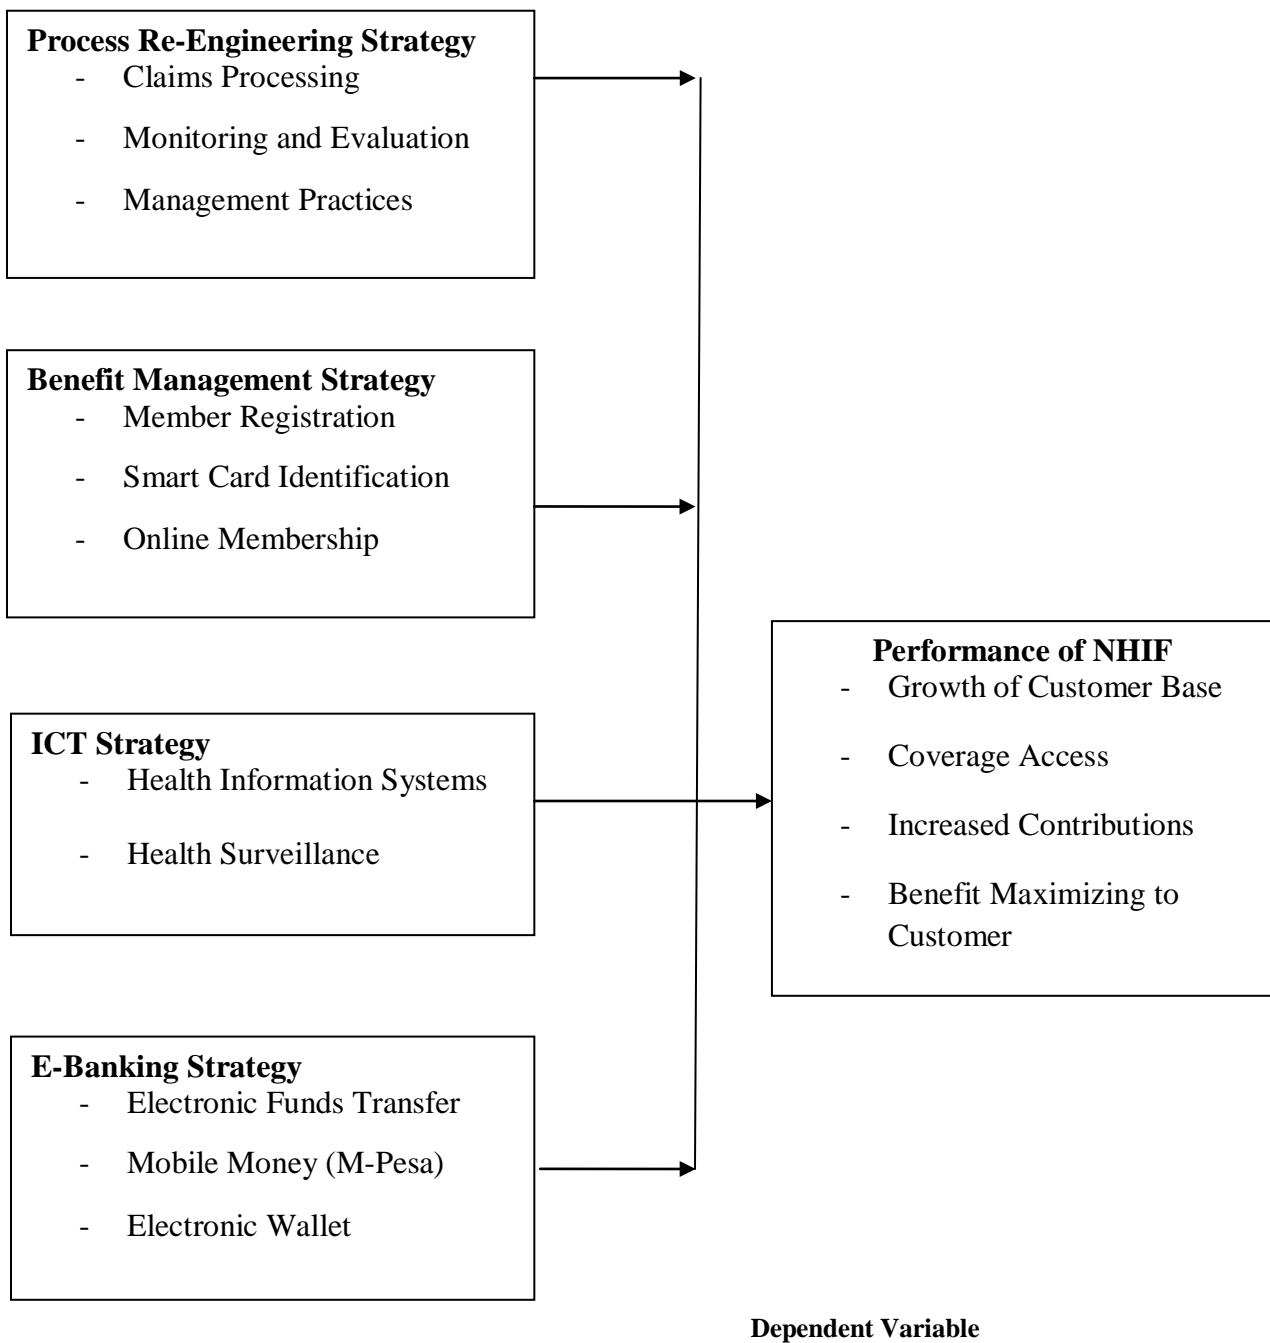 Process Re-Engineering Strategy
- Claims Processing
- Monitoring and Evaluation
- Management Practices
Benefit Management Strategy
- Member Registration
- Smart Card Identification
- Online Membership
ICT Strategy
- Health Information Systems
- Health Surveillance
E-Banking Strategy
- Electronic Funds Transfer
- Mobile Money (M-Pesa)
- Electronic Wallet
Performance of NHIF
- Growth of Customer Base
- Coverage Access
- Increased Contributions
- Benefit Maximizing to
Customer
Dependent Variable